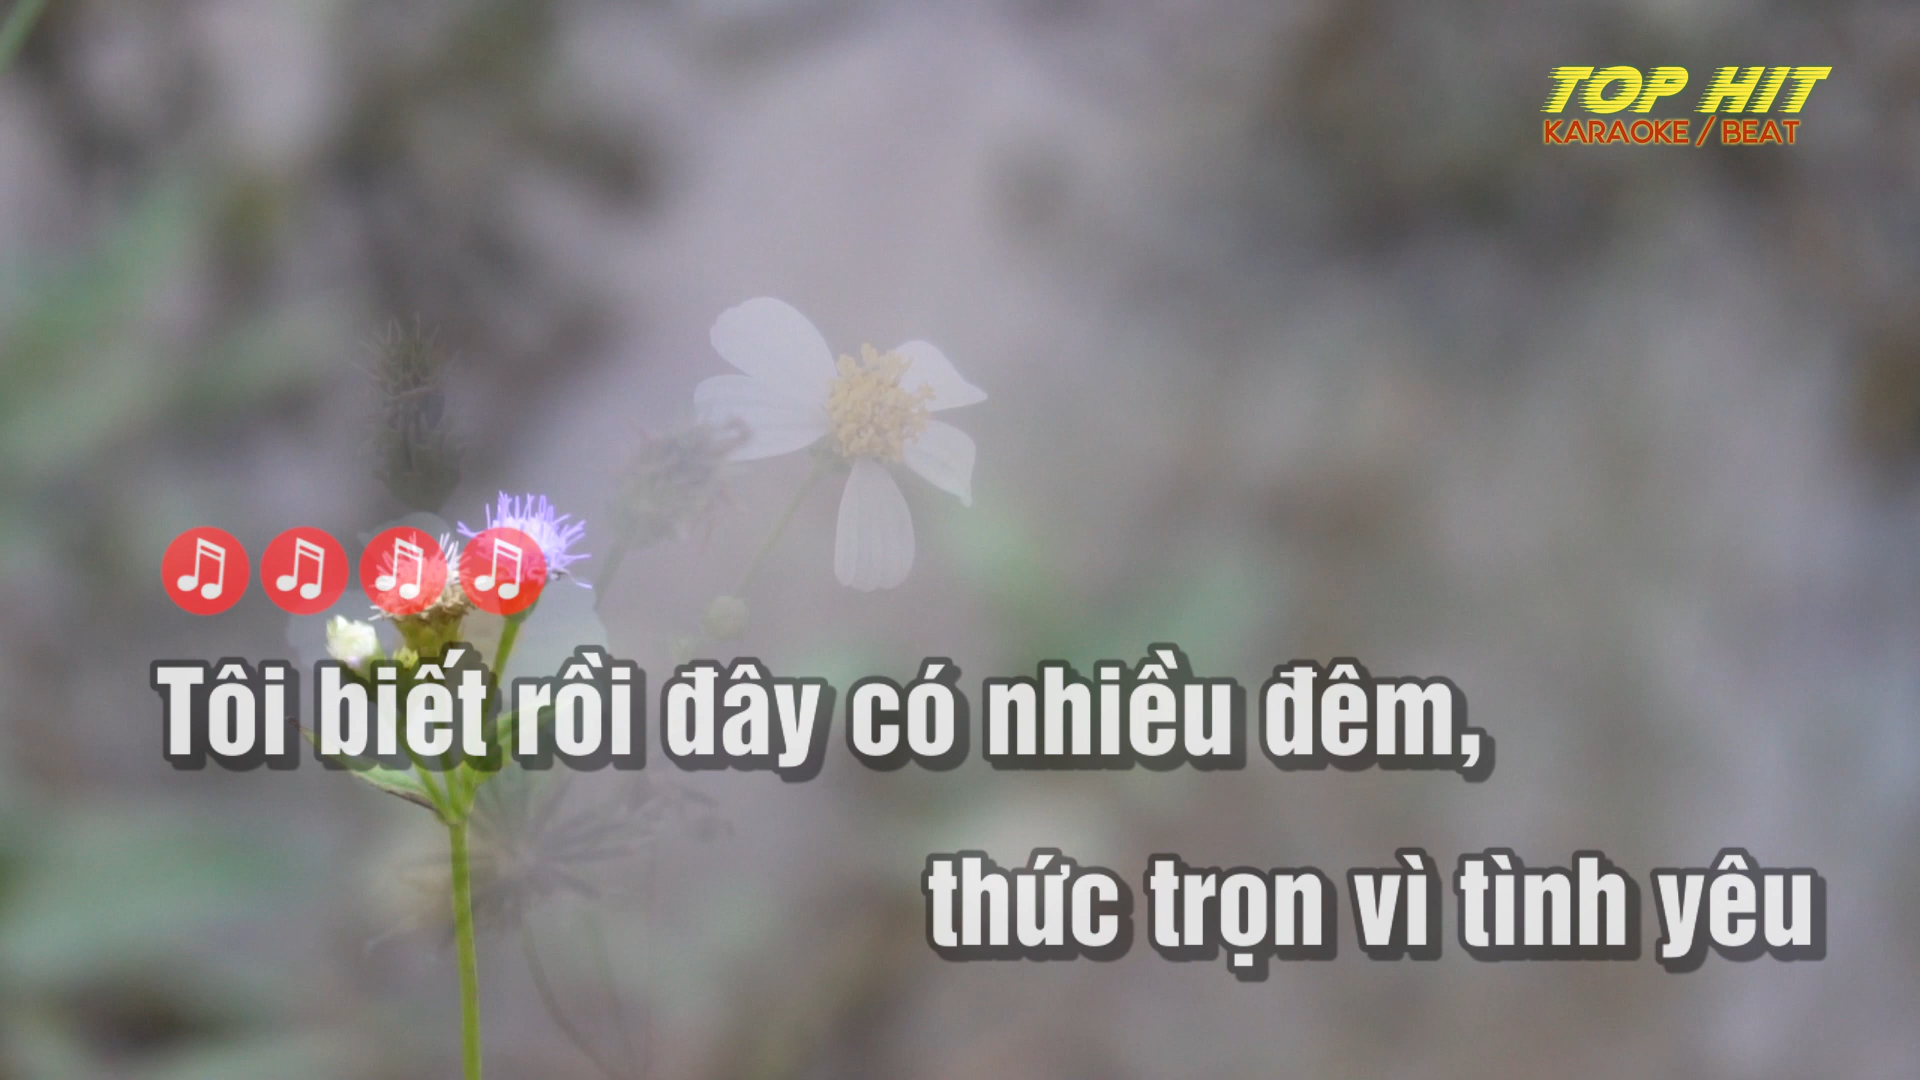 TOP HIT
KARAOKE / BEAT
Tôi biết rồi đây có nhiều đêm,
thức trọn vì tình yêu